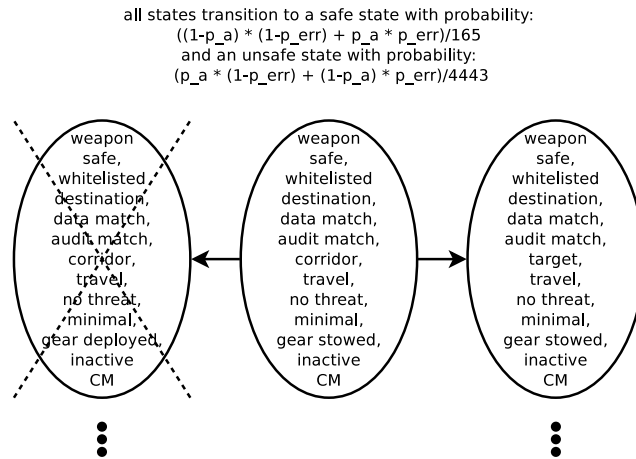 all states transition to a safe state with probability:
((1-p_a) * (1-p_err) + p_a * p_err)/165
and an unsafe state with probability:
(p_a * (1-p_err) + (1-p_a) * p_err)/4443
weapon
safe,
whitelisted
destination,
data match,
audit match,
corridor,
travel,
no threat,
minimal,
gear deployed,
inactive
CM
weapon
safe,
whitelisted
destination,
data match,
audit match,
corridor,
travel,
no threat,
minimal,
gear stowed,
inactive
CM
weapon
safe,
whitelisted
destination,
data match,
audit match,
target,
travel,
no threat,
minimal,
gear stowed,
inactive
CM